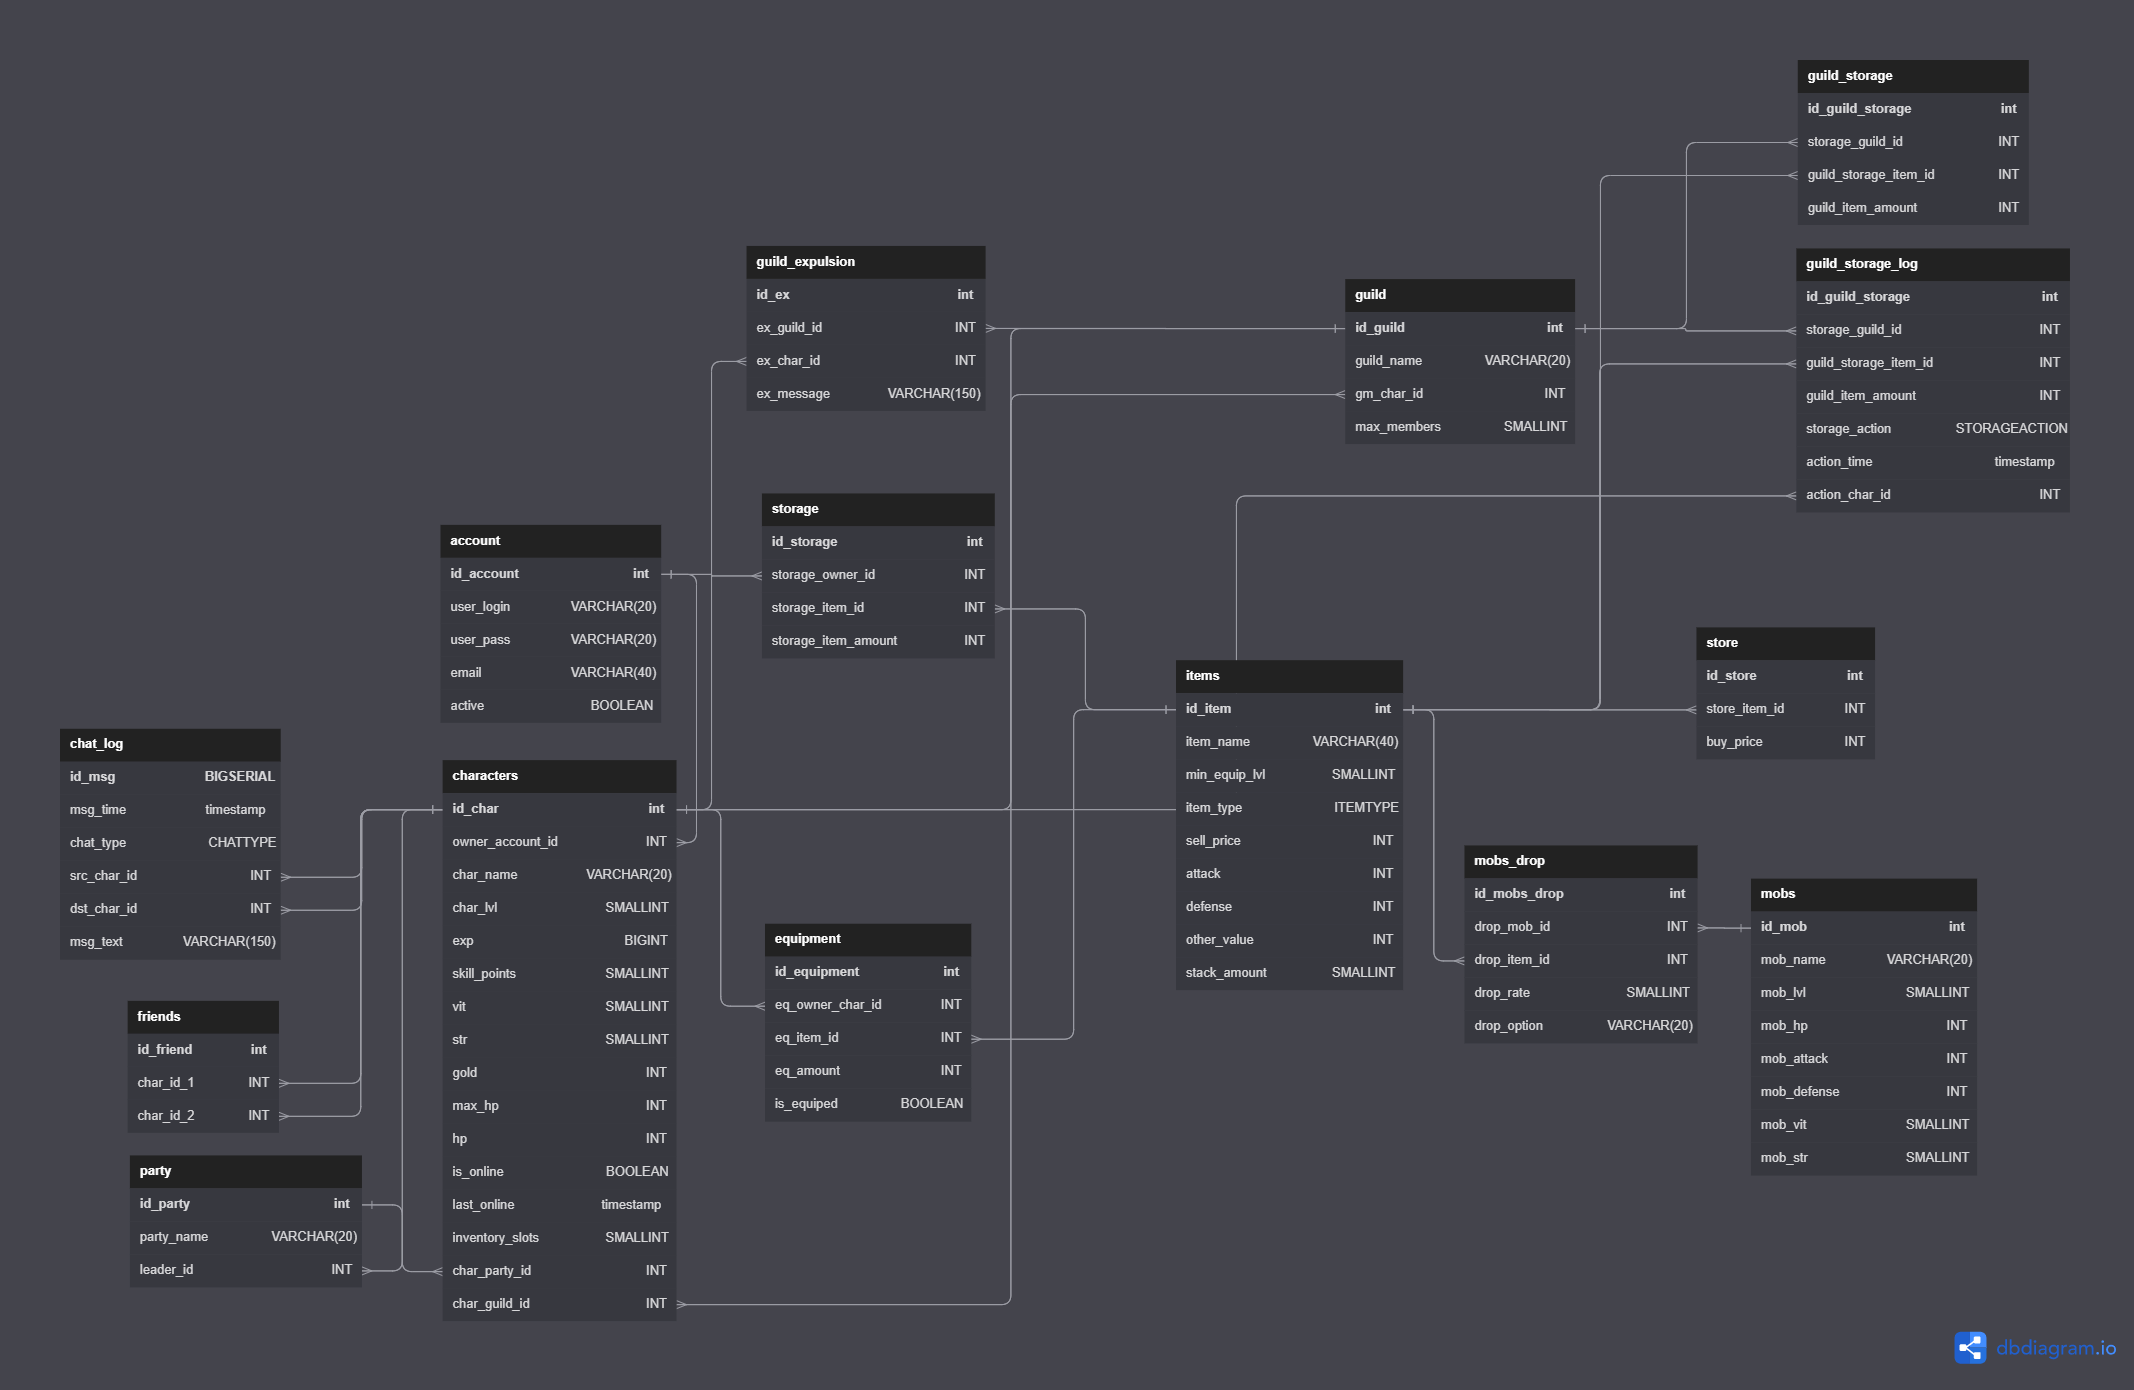 guild_storage
id_guild_storage int
storage_guild_id INT
guild_storage_item_id INT
guild_item_amount INT
guild_expulsion
id_ex int
ex_guild_id INT
ex_char_id INT
ex_message VARCHAR(150)
guild
id_guild int
guild_name VARCHAR(20)
gm_char_id INT
max_members SMALLINT
guild_storage_log
id_guild_storage int
storage_guild_id INT
guild_storage_item_id INT
guild_item_amount INT
storage_action STORAGEACTION
action_time timestamp
action_char_id INT
account
id_account int
user_login VARCHAR(20)
user_pass VARCHAR(20)
email VARCHAR(40)
active BOOLEAN
storage
id_storage int
storage_owner_id INT
storage_item_id INT
storage_item_amount INT
items
id_item int
item_name VARCHAR(40)
min_equip_lvl SMALLINT
item_type ITEMTYPE
sell_price INT
attack INT
defense INT
other_value INT
stack_amount SMALLINT
store
id_store int
store_item_id INT
buy_price INT
chat_log
id_msg BIGSERIAL
msg_time timestamp
chat_type CHATTYPE
src_char_id INT
dst_char_id INT
msg_text VARCHAR(150)
characters
id_char int
owner_account_id INT
char_name VARCHAR(20)
char_lvl SMALLINT
exp BIGINT
skill_points SMALLINT
vit SMALLINT
str SMALLINT
gold INT
max_hp INT
hp INT
is_online BOOLEAN
last_online timestamp
inventory_slots SMALLINT
char_party_id INT
char_guild_id INT
equipment
id_equipment int
eq_owner_char_id INT
eq_item_id INT
eq_amount INT
is_equiped BOOLEAN
mobs_drop
id_mobs_drop int
drop_mob_id INT
drop_item_id INT
drop_rate SMALLINT
drop_option VARCHAR(20)
mobs
id_mob int
mob_name VARCHAR(20)
mob_lvl SMALLINT
mob_hp INT
mob_attack INT
mob_defense INT
mob_vit SMALLINT
mob_str SMALLINT
friends
id_friend int
char_id_1 INT
char_id_2 INT
party
id_party int
party_name VARCHAR(20)
leader_id INT
dbdiagram.io